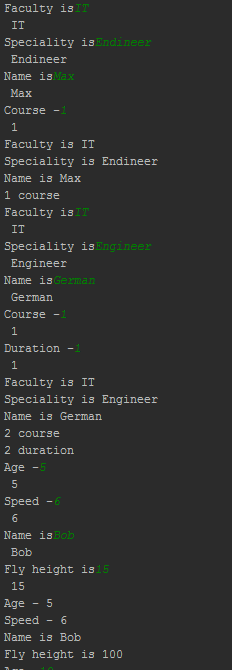 Faculty isIT
IT
Speciality isEndineer
Endineer
Name isMax
Max
Course -1
1
Faculty is IT
Speciality is Endineer
Name is Max
1 course
Faculty isIT
IT
Speciality isEngineer
Engineer
Name isGerman
German
Course -1
1
Duration -1
1
Faculty is IT
Speciality is Engineer
Name is German
2 course
2 duration
Age -5
5
Speed -6
6
Name isBob
Bob
Fly height is15
15
Age - 5
Speed - 6
Name is Bob
Fly height is 100